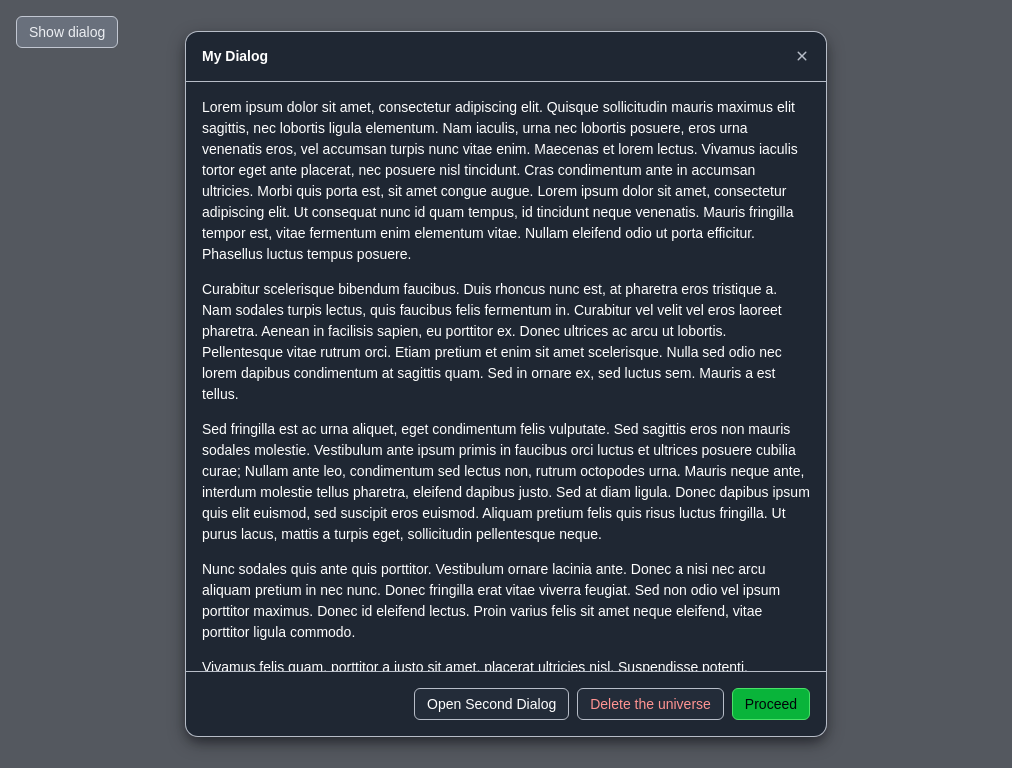 Show dialog
My Dialog
×
Lorem ipsum dolor sit amet, consectetur adipiscing elit. Quisque sollicitudin mauris maximus elit
sagittis, nec lobortis ligula elementum. Nam iaculis, urna nec lobortis posuere, eros urna
venenatis eros, vel accumsan turpis nunc vitae enim. Maecenas et lorem lectus. Vivamus iaculis
tortor eget ante placerat, nec posuere nisl tincidunt. Cras condimentum ante in accumsan
ultricies. Morbi quis porta est, sit amet congue augue. Lorem ipsum dolor sit amet, consectetur
adipiscing elit. Ut consequat nunc id quam tempus, id tincidunt neque venenatis. Mauris fringilla
tempor est, vitae fermentum enim elementum vitae. Nullam eleifend odio ut porta efficitur.
Phasellus luctus tempus posuere.
Curabitur scelerisque bibendum faucibus. Duis rhoncus nunc est, at pharetra eros tristique a.
Nam sodales turpis lectus, quis faucibus felis fermentum in. Curabitur vel velit vel eros laoreet
pharetra. Aenean in facilisis sapien, eu porttitor ex. Donec ultrices ac arcu ut lobortis.
Pellentesque vitae rutrum orci. Etiam pretium et enim sit amet scelerisque. Nulla sed odio nec
lorem dapibus condimentum at sagittis quam. Sed in ornare ex, sed luctus sem. Mauris a est
tellus.
Sed fringilla est ac urna aliquet, eget condimentum felis vulputate. Sed sagittis eros non mauris
sodales molestie. Vestibulum ante ipsum primis in faucibus orci luctus et ultrices posuere cubilia
curae; Nullam ante leo, condimentum sed lectus non, rutrum octopodes urna. Mauris neque ante,
interdum molestie tellus pharetra, eleifend dapibus justo. Sed at diam ligula. Donec dapibus ipsum
quis elit euismod, sed suscipit eros euismod. Aliquam pretium felis quis risus luctus fringilla. Ut
purus lacus, mattis a turpis eget, sollicitudin pellentesque neque.
Nunc sodales quis ante quis porttitor. Vestibulum ornare lacinia ante. Donec a nisi nec arcu
aliquam pretium in nec nunc. Donec fringilla erat vitae viverra feugiat. Sed non odio vel ipsum
porttitor maximus. Donec id eleifend lectus. Proin varius felis sit amet neque eleifend, vitae
porttitor ligula commodo.
Vivamus felis quam, porttitor a justo sit amet, placerat ultricies nisl. Suspendisse potenti.
Open Second Dialog
Delete the universe
Proceed